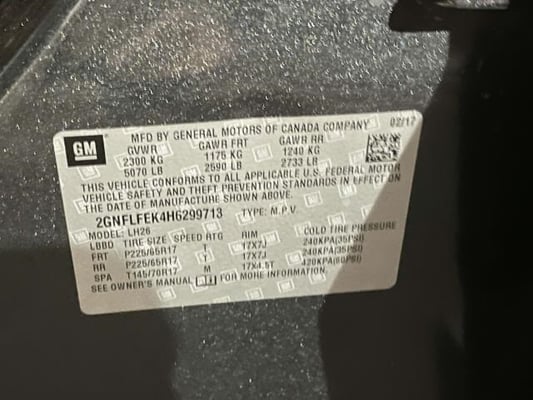 GM
MFD BY GENERAL MOTORS OF CANADA COMPANY 02/17
GVWR GAWR FRT GAWR RR
2300 KG 1175 KG 1240 KG
5070 LB 2590 LB 2733 LB
THIS VEHICLE CONFORMS TO ALL APPLICABLE U.S. FEDERAL MOTOR
VEHICLE SAFETY AND THEFT PREVENTION STANDARDS IN EFFECT ON
THE DATE OF MANUFACTURE SHOWN ABOVE.
2GNFLFEK4H6299713 TYPE: M.P.V.
MODEL: LH26
LOBO TIRE SIZE SPEED RTG RIM COLD TIRE PRESSURE
FRT P225/65R17 T 17X7J 240KPA(35PSI)
RR P225/65R17 T 17X7J 240KPA(35PSI)
SPA T145/70R17 M 17X4.5T 420KPA(60PSI)
SEE OWNER'S MANUAL FOR MORE INFORMATION.